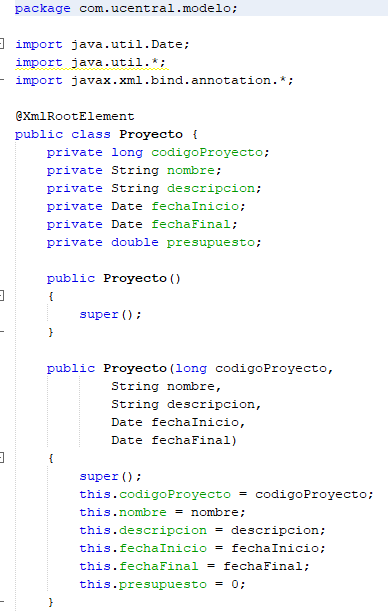 package com.ucentral.modelo;
import java.util.Date;
import java.util.*;
import javax.xml.bind.annotation.*;
@XmlRootElement
public class Proyecto {
private long codigoProyecto;
private String nombre;
private String descripcion;
private Date fechaInicio;
private Date fechaFinal;
private double presupuesto;
public Proyecto()
{
super();
}
public Proyecto(long codigoProyecto,
String nombre,
String descripcion,
Date fechaInicio,
Date fechaFinal)
{
super();
this.codigoProyecto = codigoProyecto;
this.nombre = nombre;
this.descripcion = descripcion;
this.fechaInicio = fechaInicio;
this.fechaFinal = fechaFinal;
this.presupuesto = 0;
}